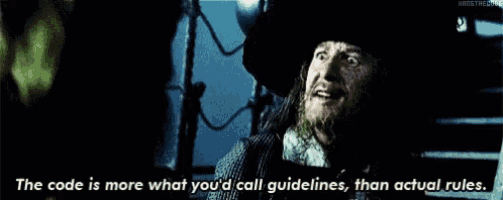 The code is more what you'd call guidelines, than actual rules.